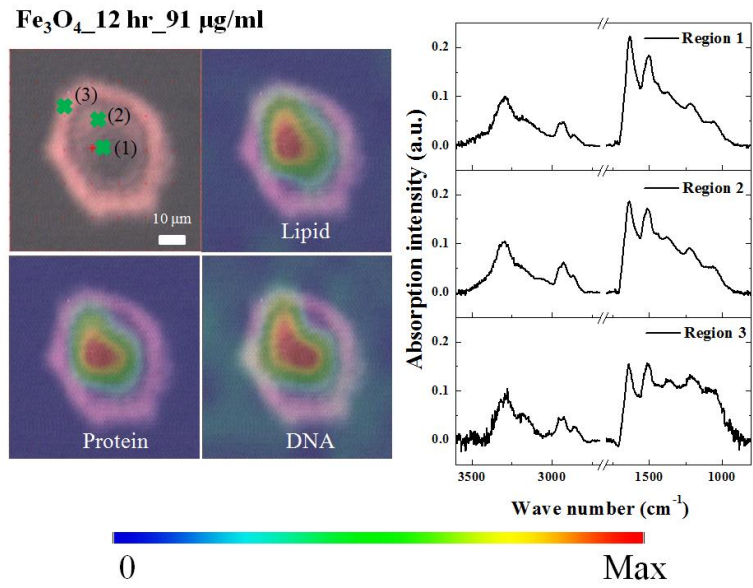 Fe₃O₄_12 hr_91 μg/ml
(3)
(2)
(1)
10 μm
Lipid
Protein
DNA
Absorption intensity (a.u.)
0.2
0.1
0.0
Region 1
0.2
0.1
0.0
Region 2
0.2
0.1
0.0
Region 3
3500 3000 1500 1000
Wave number (cm⁻¹)
0 Max